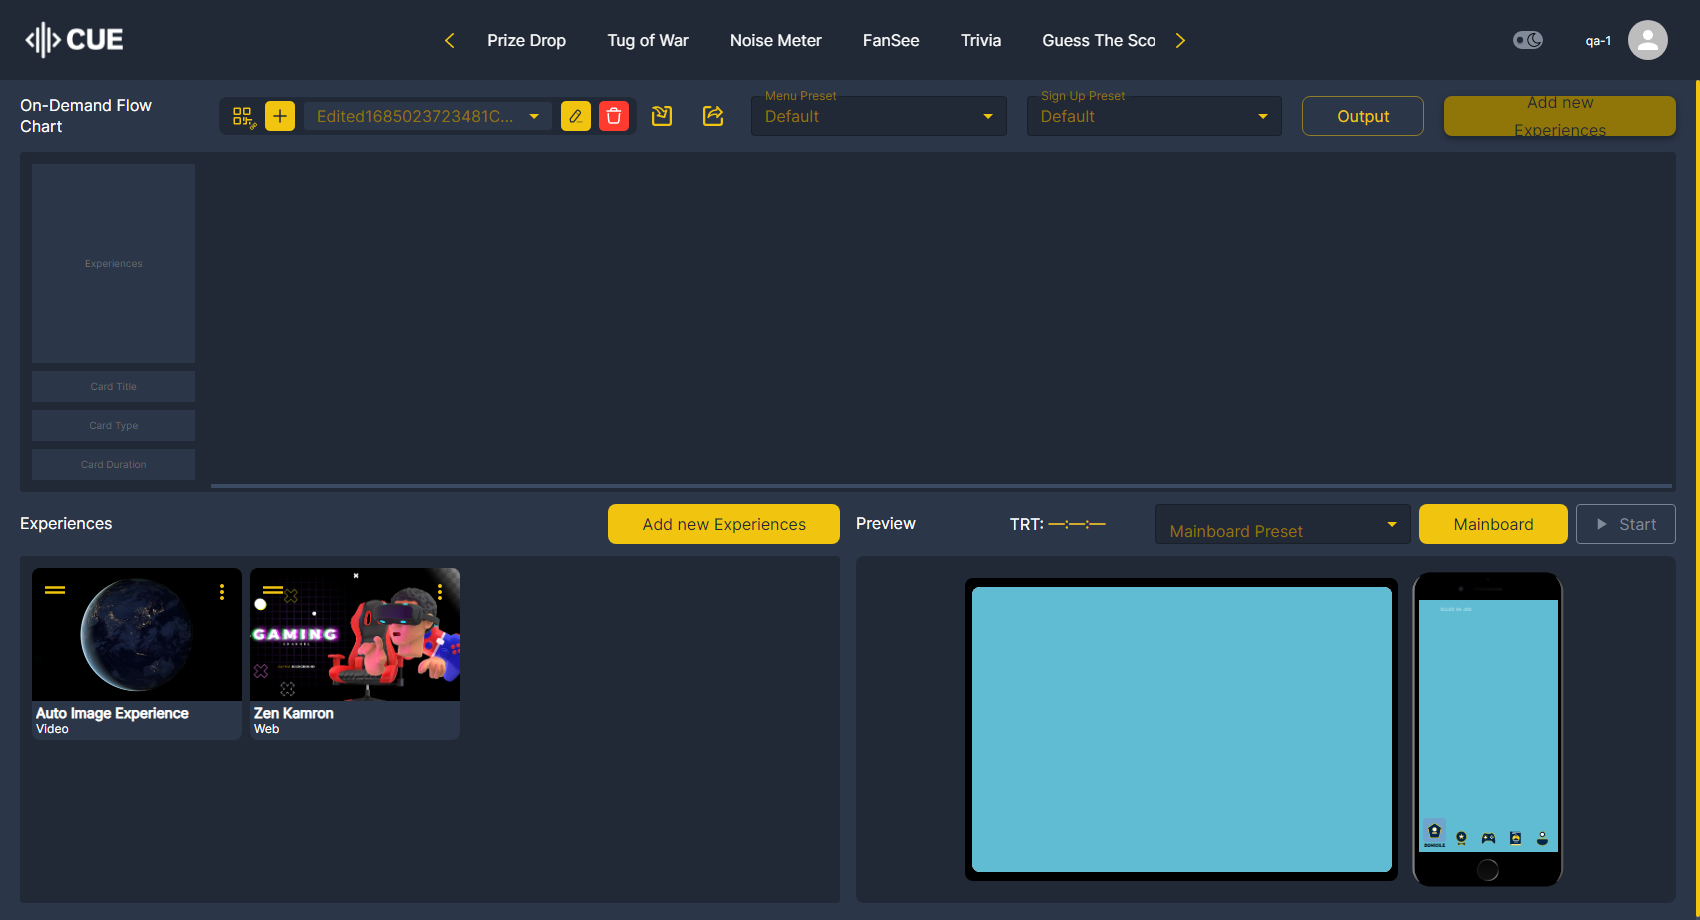 CUE
Prize Drop
Tug of War
Noise Meter
FanSee
Trivia
Guess The Sco
qa-1
On-Demand Flow
Chart
Edited1685023723481C...
Menu Preset
Default
Sign Up Preset
Default
Output
Add new
Experiences
Experiences
Card Title
Card Type
Card Duration
Experiences
Add new Experiences
Preview
TRT: —:—:—
Mainboard Preset
Mainboard
Start
GAMING
Auto Image Experience
Video
Zen Kamron
Web
DOMICILE